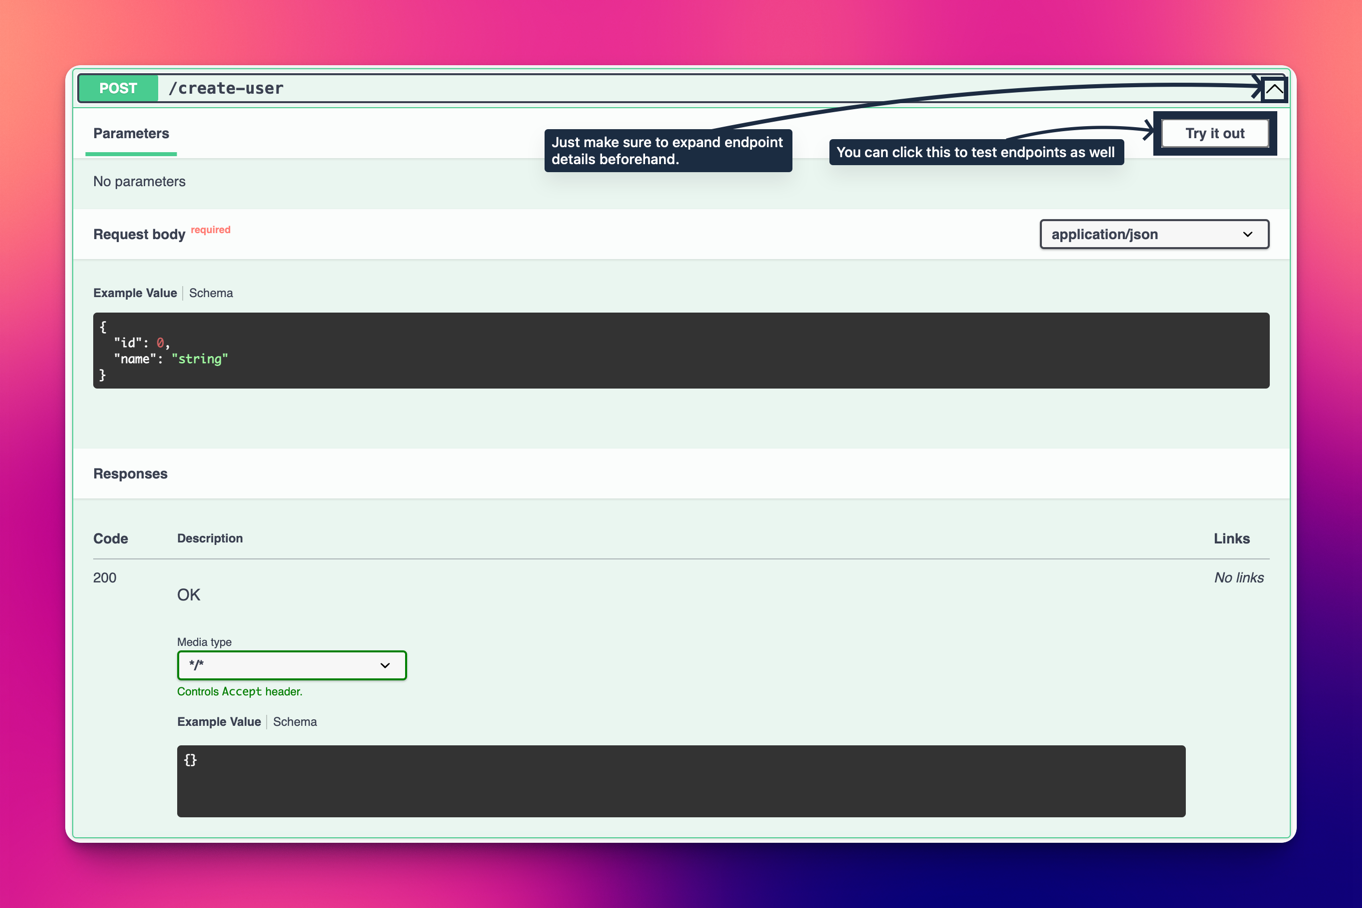 POST /create-user
Parameters
Try it out
Just make sure to expand endpoint
details beforehand.
You can click this to test endpoints as well
No parameters
Request body required
application/json
Example Value | Schema
{
  "id": 0,
  "name": "string"
}
Responses
Code Description Links
200 No links
OK
Media type
*/*
Controls Accept header.
Example Value | Schema
{}